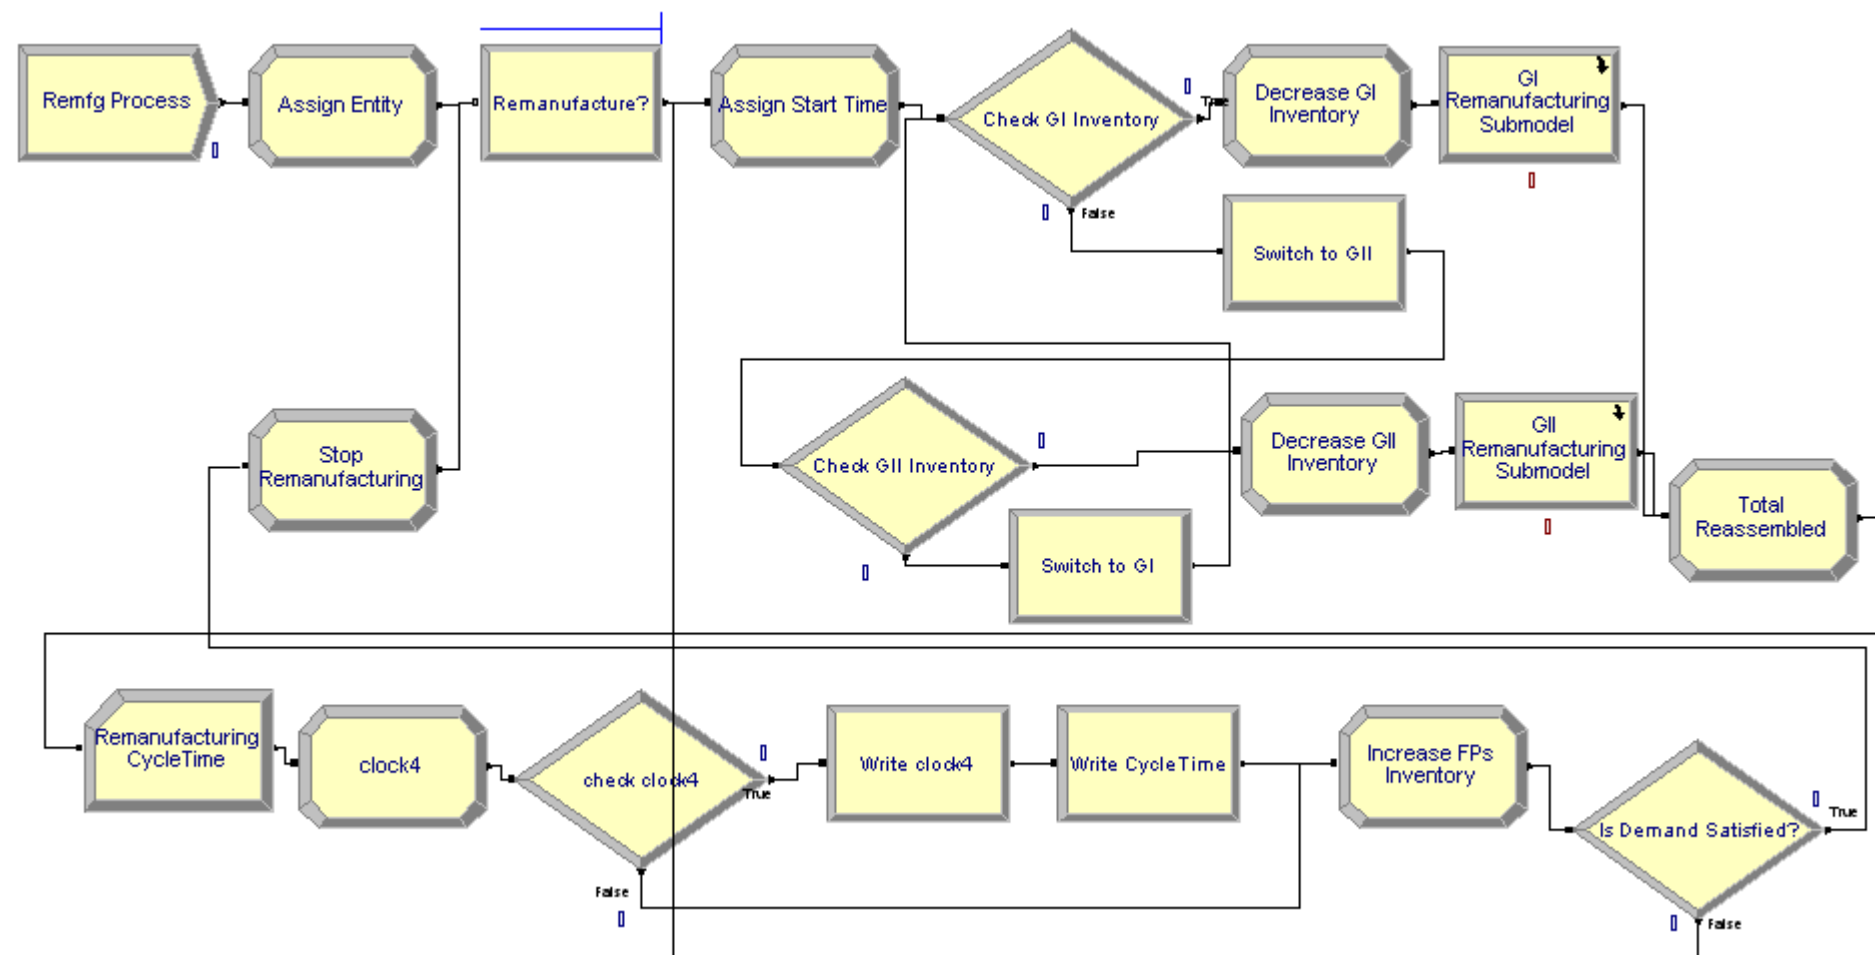 Remfg Process
Assign Entity
Remanufacture?
Assign Start Time
Check GI Inventory
True
Decrease GI
Inventory
GI
Remanufacturing
Submodel
False
Switch to GII
Stop
Remanufacturing
Check GII Inventory
Decrease GII
Inventory
GII
Remanufacturing
Submodel
Total
Reassembled
Switch to GI
Remanufacturing
CycleTime
clock4
check clock4
True
False
Write clock4
Write CycleTime
Increase FPs
Inventory
Is Demand Satisfied?
True
False